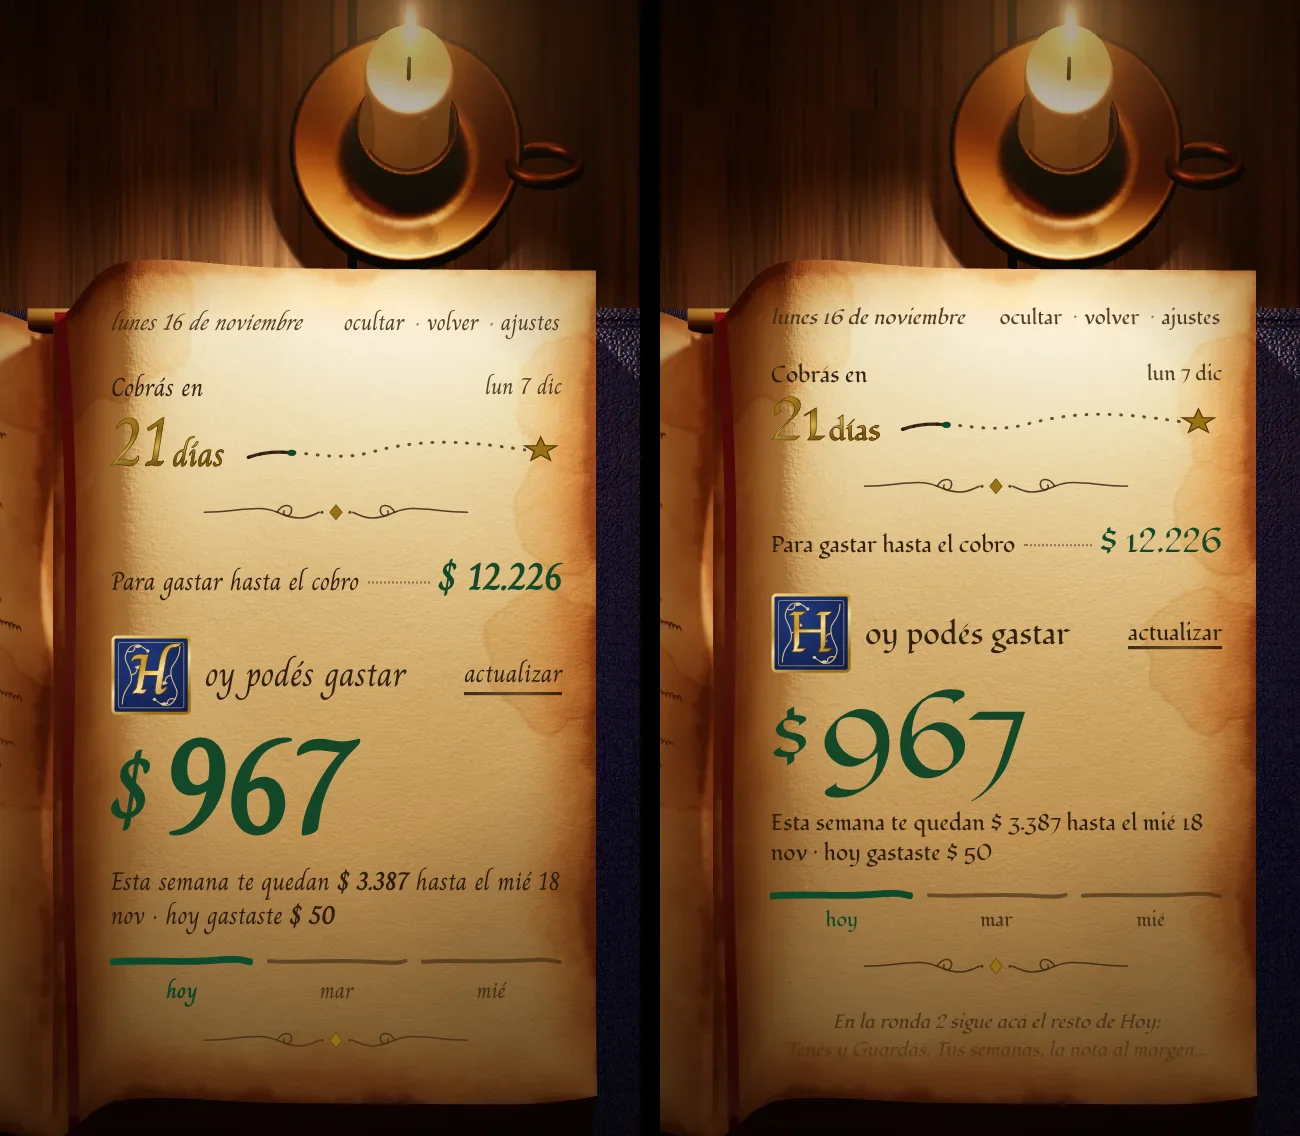 lunes 16 de noviembre ocultar · volver · ajustes
Cobrás en lun 7 dic
21 días
Para gastar hasta el cobro $ 12.226
Hoy podés gastar actualizar
$ 967
Esta semana te quedan $ 3.387 hasta el mié 18
nov · hoy gastaste $ 50
hoy mar mié
lunes 16 de noviembre ocultar · volver · ajustes
Cobrás en lun 7 dic
21 días
Para gastar hasta el cobro $ 12.226
Hoy podés gastar actualizar
$ 967
Esta semana te quedan $ 3.387 hasta el mié 18
nov · hoy gastaste $ 50
hoy mar mié
En la ronda 2 sigue acá el resto de Hoy:
Tenés y Guardas, Tus semanas, la nota al margen...